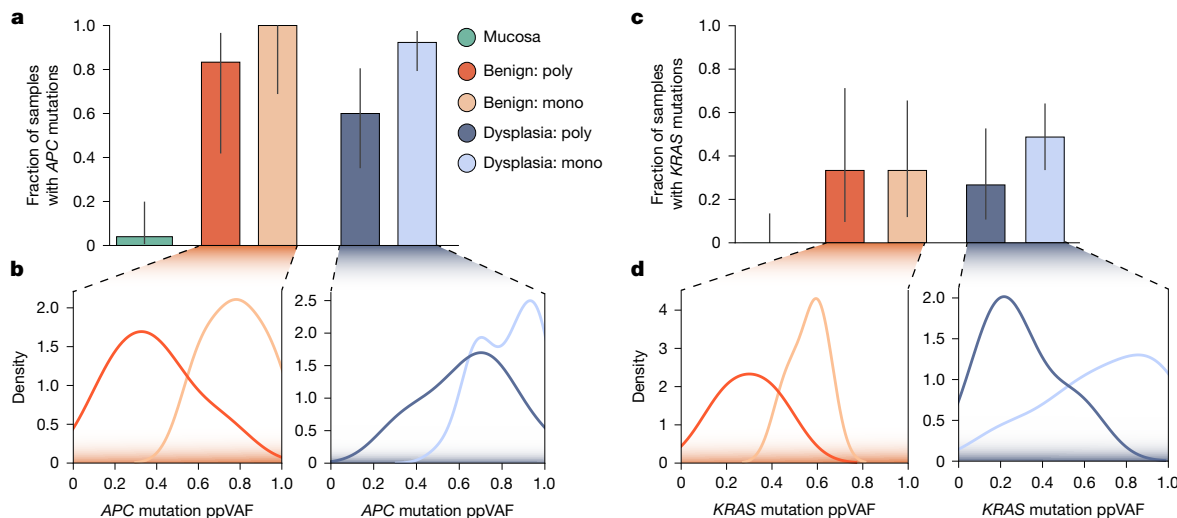 a
1.0
0.8
0.6
0.4
0.2
0
Fraction of samples
with APC mutations
Mucosa
Benign: poly
Benign: mono
Dysplasia: poly
Dysplasia: mono
b
2.0
1.5
1.0
0.5
0
Density
0 0.2 0.4 0.6 0.8 1.0
APC mutation ppVAF
2.5
2.0
1.5
1.0
0.5
0
0 0.2 0.4 0.6 0.8 1.0
APC mutation ppVAF
c
1.0
0.8
0.6
0.4
0.2
0
Fraction of samples
with KRAS mutations
d
4
3
2
1
0
Density
0 0.2 0.4 0.6 0.8 1.0
KRAS mutation ppVAF
2.0
1.5
1.0
0.5
0
0 0.2 0.4 0.6 0.8 1.0
KRAS mutation ppVAF